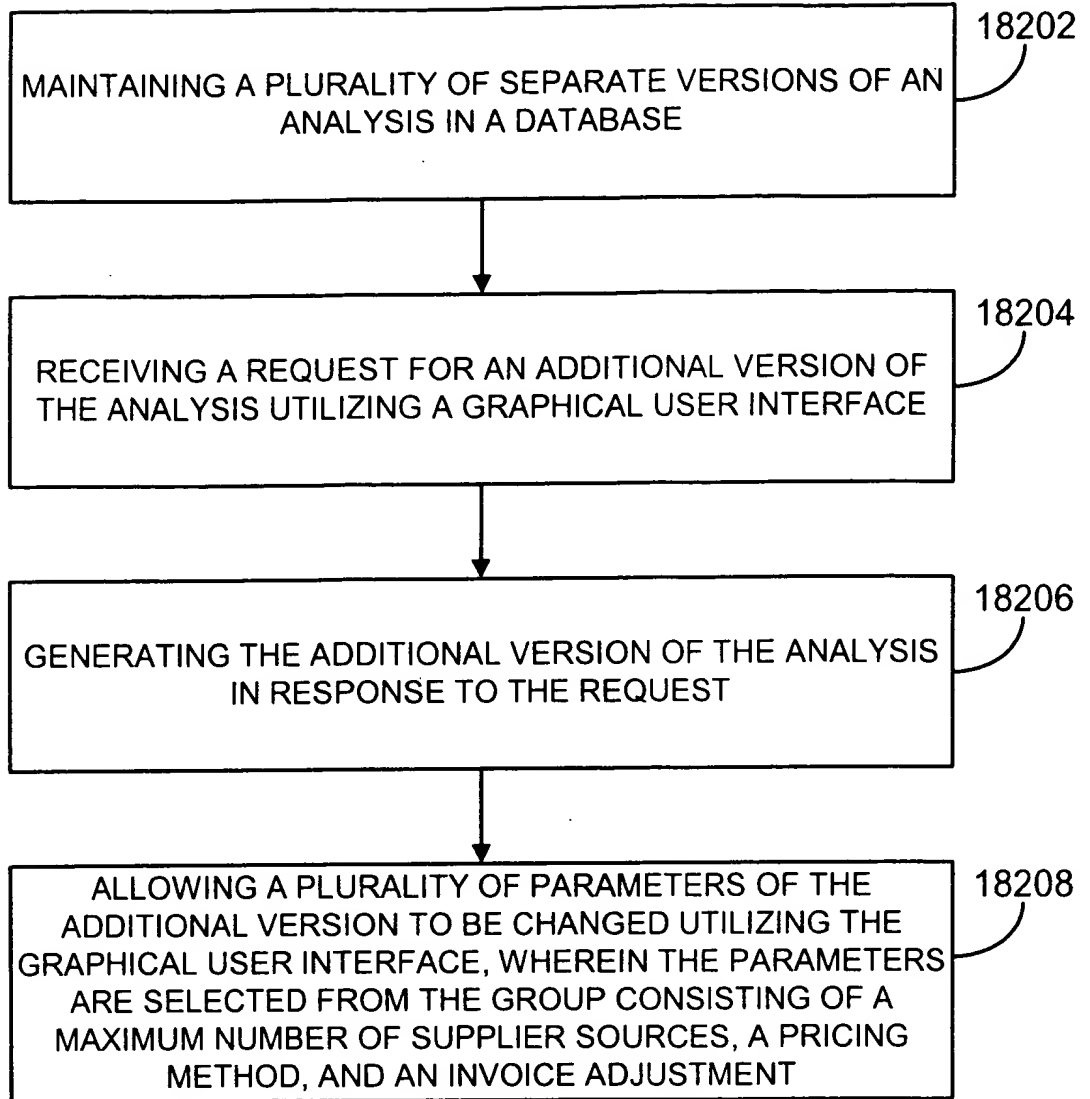 18202
MAINTAINING A PLURALITY OF SEPARATE VERSIONS OF AN
ANALYSIS IN A DATABASE
18204
RECEIVING A REQUEST FOR AN ADDITIONAL VERSION OF
THE ANALYSIS UTILIZING A GRAPHICAL USER INTERFACE
18206
GENERATING THE ADDITIONAL VERSION OF THE ANALYSIS
IN RESPONSE TO THE REQUEST
18208
ALLOWING A PLURALITY OF PARAMETERS OF THE
ADDITIONAL VERSION TO BE CHANGED UTILIZING THE
GRAPHICAL USER INTERFACE, WHEREIN THE PARAMETERS
ARE SELECTED FROM THE GROUP CONSISTING OF A
MAXIMUM NUMBER OF SUPPLIER SOURCES, A PRICING
METHOD, AND AN INVOICE ADJUSTMENT